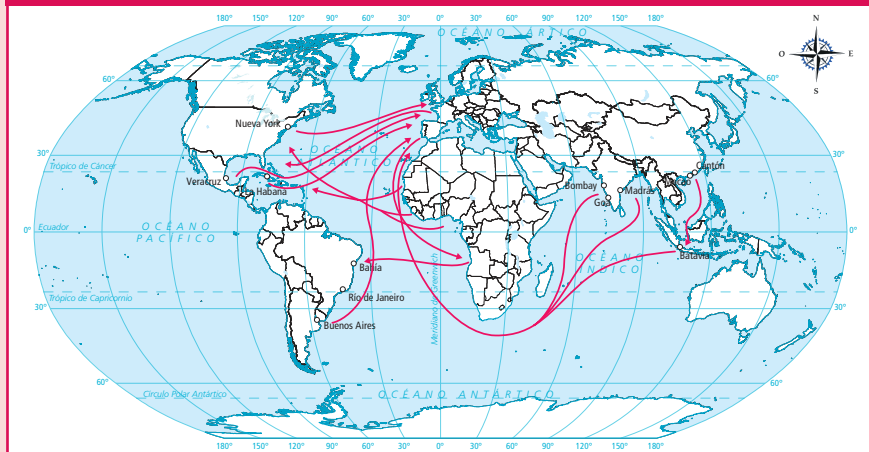 180° 150° 120° 90° 60° 30° 0° 30° 60° 90° 120° 150° 180°
N
O E
S
OCÉANO ÁRTICO
60° 60°
Nueva York
OCÉANO
ATLÁNTICO
30° 30°
Trópico de Cáncer
Cantón
Macao
Veracruz
La Habana
Bombay
Madrás
Goa
Ecuador
0° 0°
OCÉANO
PACÍFICO
Batavia
OCÉANO
ÍNDICO
Bahía
Río de Janeiro
Trópico de Capricornio
30° 30°
Buenos Aires
Meridiano de Greenwich
60° 60°
Círculo Polar Antártico
OCÉANO ANTÁRTICO
180° 150° 120° 90° 60° 30° 0° 30° 60° 90° 120° 150° 180°